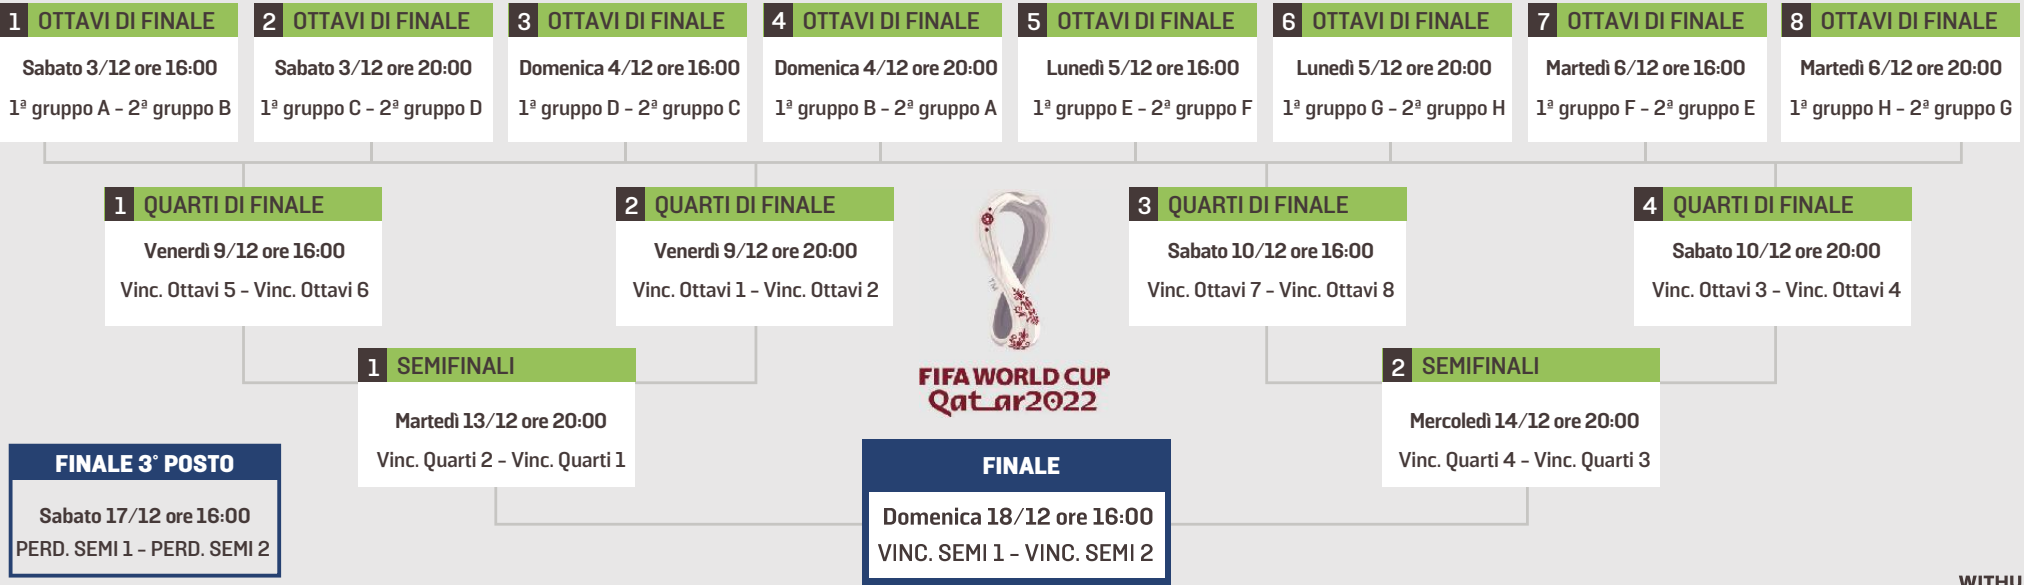 1 OTTAVI DI FINALE
Sabato 3/12 ore 16:00
1ª gruppo A - 2ª gruppo B
2 OTTAVI DI FINALE
Sabato 3/12 ore 20:00
1ª gruppo C - 2ª gruppo D
3 OTTAVI DI FINALE
Domenica 4/12 ore 16:00
1ª gruppo D - 2ª gruppo C
4 OTTAVI DI FINALE
Domenica 4/12 ore 20:00
1ª gruppo B - 2ª gruppo A
5 OTTAVI DI FINALE
Lunedì 5/12 ore 16:00
1ª gruppo E - 2ª gruppo F
6 OTTAVI DI FINALE
Lunedì 5/12 ore 20:00
1ª gruppo G - 2ª gruppo H
7 OTTAVI DI FINALE
Martedì 6/12 ore 16:00
1ª gruppo F - 2ª gruppo E
8 OTTAVI DI FINALE
Martedì 6/12 ore 20:00
1ª gruppo H - 2ª gruppo G
1 QUARTI DI FINALE
Venerdì 9/12 ore 16:00
Vinc. Ottavi 5 - Vinc. Ottavi 6
2 QUARTI DI FINALE
Venerdì 9/12 ore 20:00
Vinc. Ottavi 1 - Vinc. Ottavi 2
3 QUARTI DI FINALE
Sabato 10/12 ore 16:00
Vinc. Ottavi 7 - Vinc. Ottavi 8
4 QUARTI DI FINALE
Sabato 10/12 ore 20:00
Vinc. Ottavi 3 - Vinc. Ottavi 4
TM
FIFA WORLD CUP
Qatar2022
1 SEMIFINALI
Martedì 13/12 ore 20:00
Vinc. Quarti 2 - Vinc. Quarti 1
2 SEMIFINALI
Mercoledì 14/12 ore 20:00
Vinc. Quarti 4 - Vinc. Quarti 3
FINALE 3° POSTO
Sabato 17/12 ore 16:00
PERD. SEMI 1 - PERD. SEMI 2
FINALE
Domenica 18/12 ore 16:00
VINC. SEMI 1 - VINC. SEMI 2
WITHU